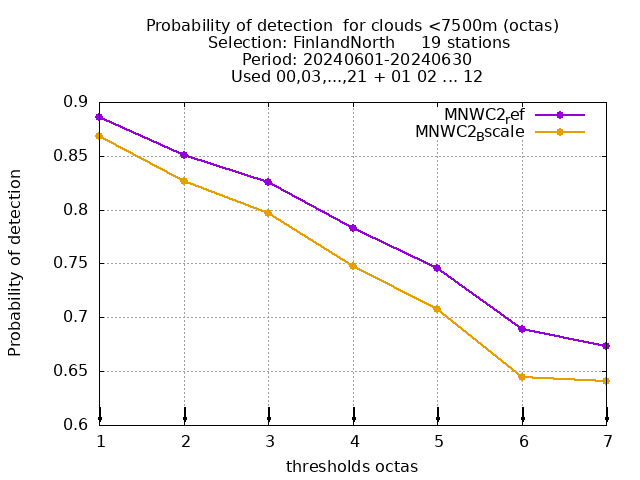 Probability of detection  for clouds <7500m (octas)
Selection: FinlandNorth     19 stations
Period: 20240601-20240630
Used 00,03,...,21 + 01 02 ... 12
MNWC2ref
MNWC2Bscale
0.9
0.85
0.8
0.75
0.7
0.65
0.6
Probability of detection
1 2 3 4 5 6 7
thresholds octas